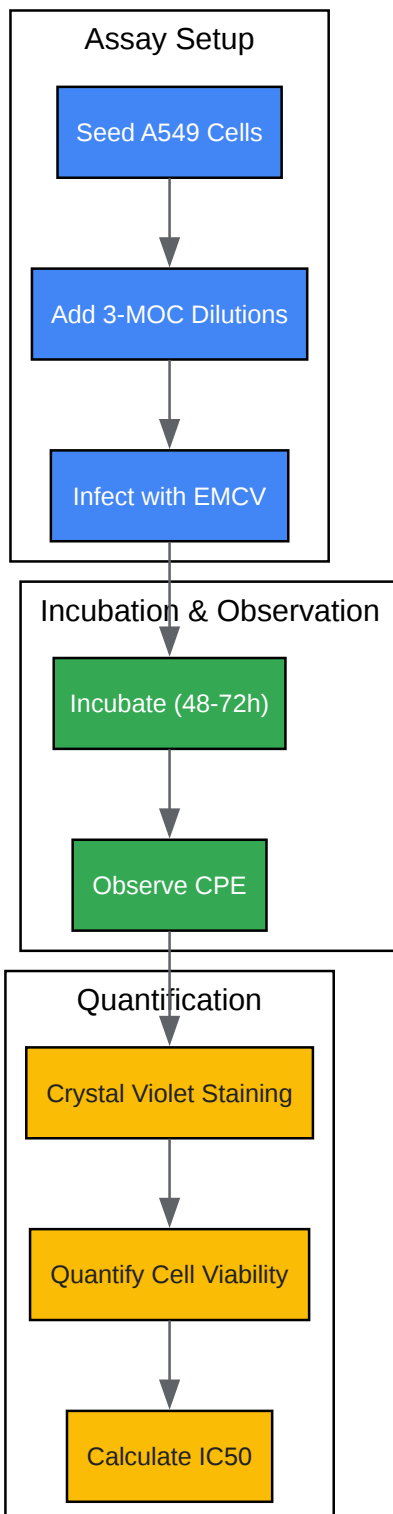 Assay Setup
Seed A549 Cells
Add 3-MOC Dilutions
Infect with EMCV
Incubation & Observation
Incubate (48-72h)
Observe CPE
Quantification
Crystal Violet Staining
Quantify Cell Viability
Calculate IC50